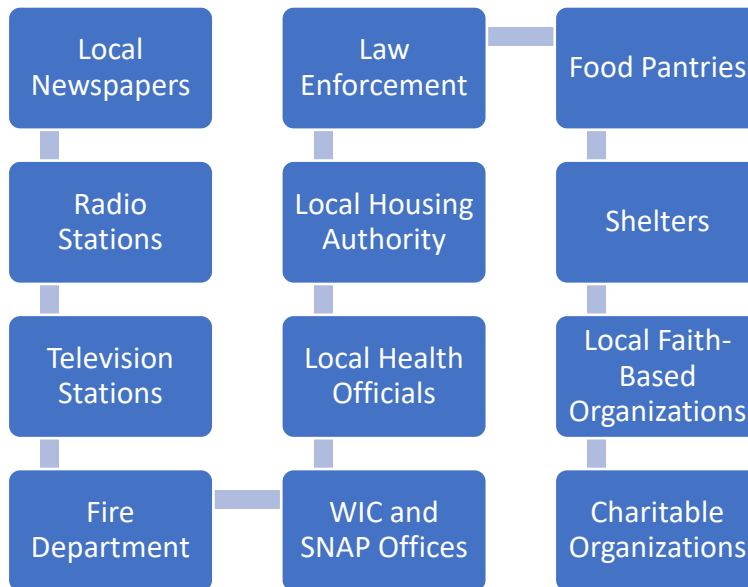 Local
Newspapers
Radio
Stations
Television
Stations
Fire
Department
WIC and
SNAP Offices
Local Health
Officials
Local Housing
Authority
Law
Enforcement
Food Pantries
Shelters
Local Faith-
Based
Organizations
Charitable
Organizations